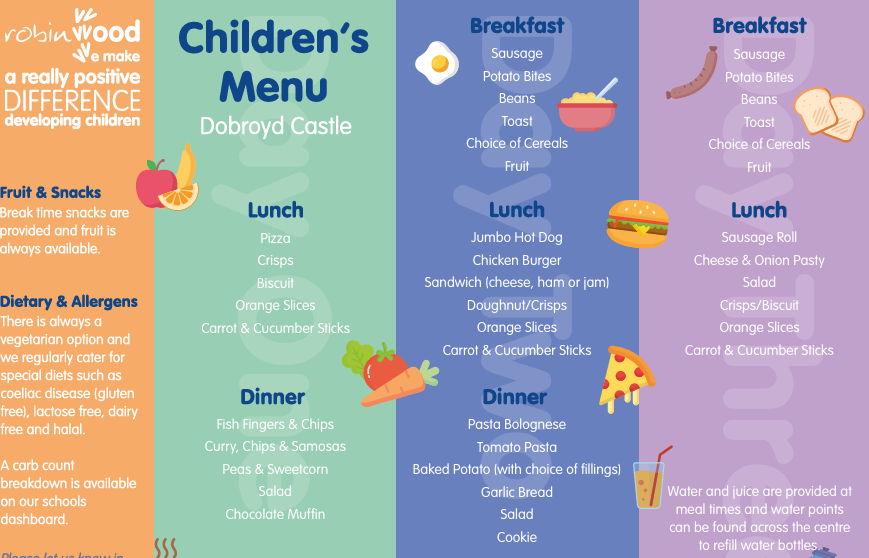 robinwood
e make
a really positive
DIFFERENCE
developing children
Fruit & Snacks
Break time snacks are
provided and fruit is
always available.
Dietary & Allergens
There is always a
vegetarian option and
we regularly cater for
special diets such as
coeliac disease (gluten
free), lactose free, dairy
free and halal.
A carb count
breakdown is available
on our schools
dashboard.
Please let us know in
Children's
Menu
Dobroyd Castle
Day One
Lunch
Pizza
Crisps
Biscuit
Orange Slices
Carrot & Cucumber Sticks
Dinner
Fish Fingers & Chips
Curry, Chips & Samosas
Peas & Sweetcorn
Salad
Chocolate Muffin
Day Two
Breakfast
Sausage
Potato Bites
Beans
Toast
Choice of Cereals
Fruit
Lunch
Jumbo Hot Dog
Chicken Burger
Sandwich (cheese, ham or jam)
Doughnut/Crisps
Orange Slices
Carrot & Cucumber Sticks
Dinner
Pasta Bolognese
Tomato Pasta
Baked Potato (with choice of fillings)
Garlic Bread
Salad
Cookie
Day Three
Breakfast
Sausage
Potato Bites
Beans
Toast
Choice of Cereals
Fruit
Lunch
Sausage Roll
Cheese & Onion Pasty
Salad
Crisps/Biscuit
Orange Slices
Carrot & Cucumber Sticks
Water and juice are provided at
meal times and water points
can be found across the centre
to refill water bottles.